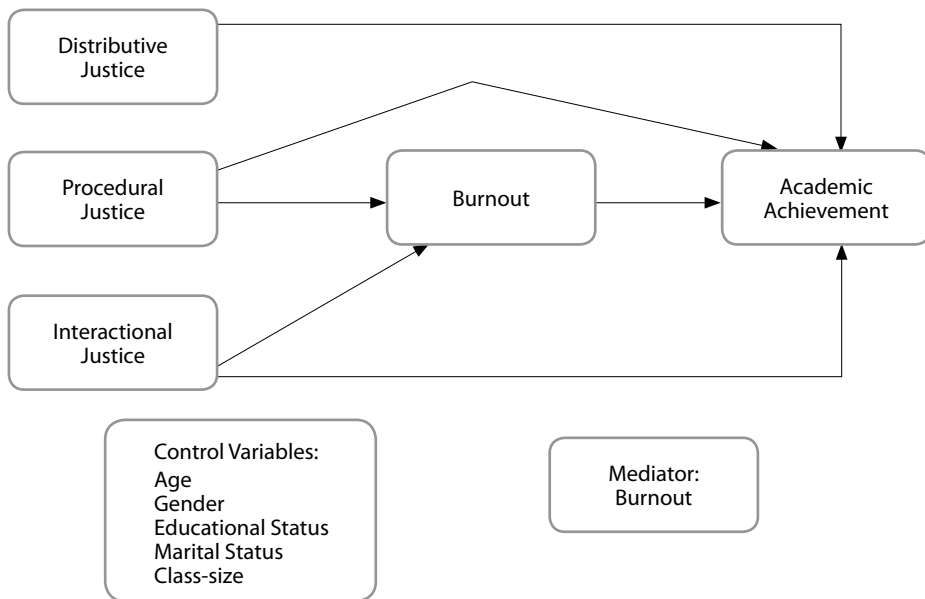 Distributive
Justice
Procedural
Justice
Burnout
Academic
Achievement
Interactional
Justice
Control Variables:
Age
Gender
Educational Status
Marital Status
Class-size
Mediator:
Burnout